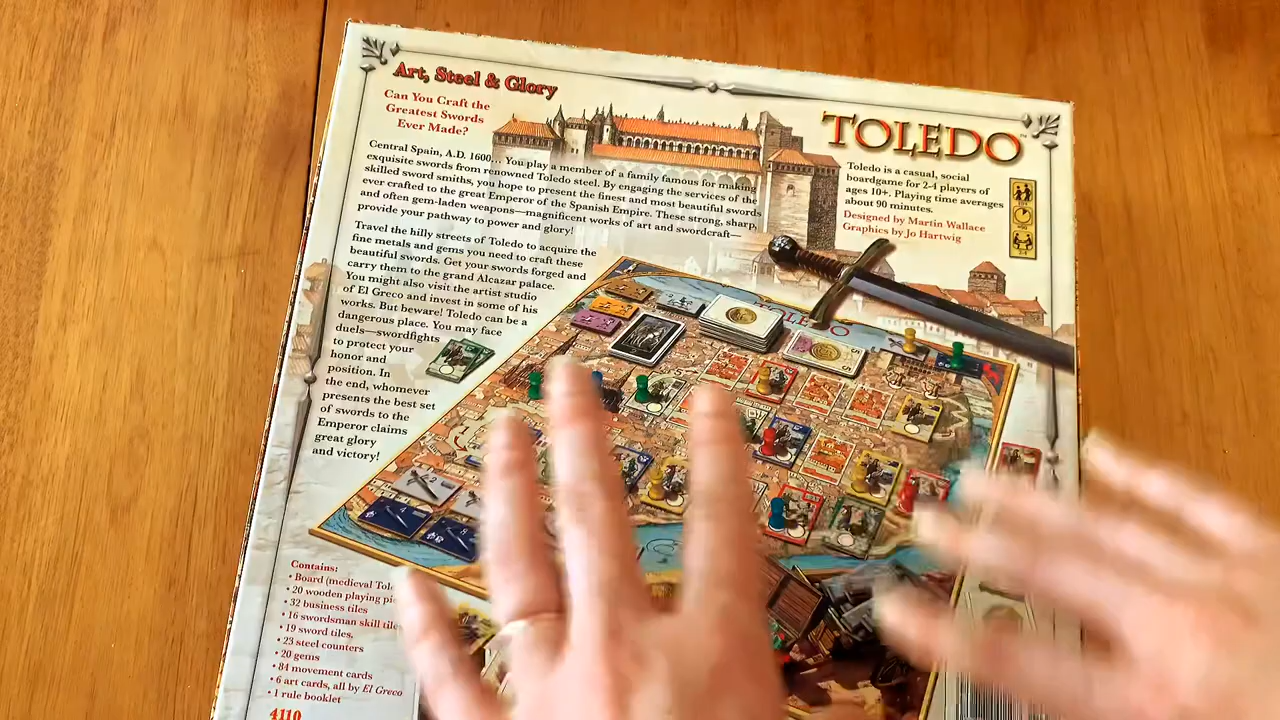 Art, Steel & Glory
Can You Craft the
Greatest Swords
Ever Made?
Central Spain, A.D. 1600... You play a member of a family famous for making
exquisite swords from renowned Toledo steel. By engaging the services of the
skilled sword smiths, you hope to present the finest and most beautiful swords
ever crafted to the great Emperor of the Spanish Empire. These strong, sharp,
and often gem-laden weapons—magnificent works of art and swordcraft—
provide your pathway to power and glory!
Travel the hilly streets of Toledo to acquire the
fine metals and gems you need to craft these
beautiful swords. Get your swords forged and
carry them to the grand Alcazar palace.
You might also visit the artist studio
of El Greco and invest in some of his
works. But beware! Toledo can be a
dangerous place. You may face
duels—swordfights
to protect your
honor and
position. In
the end, whomever
presents the best set
of swords to the
Emperor claims
great glory
and victory!
TOLEDO™
Toledo is a casual, social
boardgame for 2-4 players of
ages 10+. Playing time averages
about 90 minutes.
Designed by Martin Wallace
Graphics by Jo Hartwig
Contains:
• Board (medieval
• 20 wooden playing
• 32 business tiles
• 16 swordsman skill
• 19 sword tiles,
• 23 steel counters
• 20 gems
• 84 movement cards
• 6 art cards, all by El Greco
• 1 rule booklet
4110